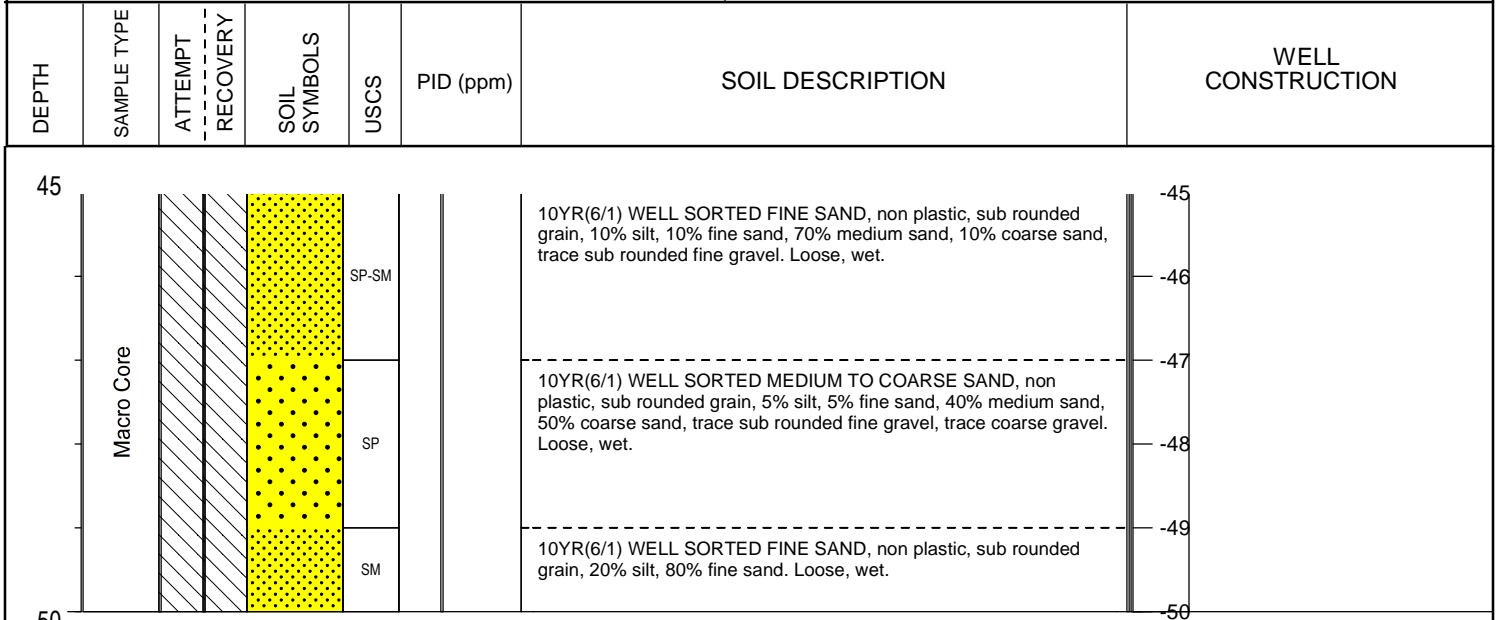 DEPTH
SAMPLE TYPE
ATTEMPT
RECOVERY
SOIL
SYMBOLS
USCS
PID (ppm)
SOIL DESCRIPTION
WELL
CONSTRUCTION
45
-45
10YR(6/1) WELL SORTED FINE SAND, non plastic, sub rounded
grain, 10% silt, 10% fine sand, 70% medium sand, 10% coarse sand,
trace sub rounded fine gravel. Loose, wet.
SP-SM
-46
-47
Macro Core
10YR(6/1) WELL SORTED MEDIUM TO COARSE SAND, non
plastic, sub rounded grain, 5% silt, 5% fine sand, 40% medium sand,
50% coarse sand, trace sub rounded fine gravel, trace coarse gravel.
Loose, wet.
SP
-48
-49
10YR(6/1) WELL SORTED FINE SAND, non plastic, sub rounded
grain, 20% silt, 80% fine sand. Loose, wet.
SM
50
-50